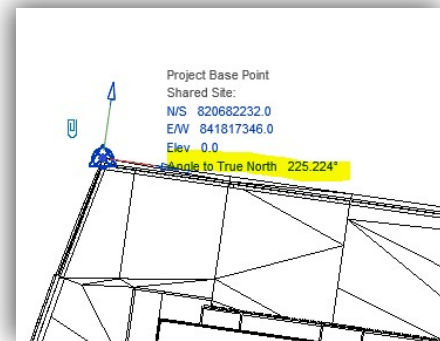 Project Base Point
Shared Site:
N/S 820682232.0
E/W 841817346.0
Elev 0.0
Angle to True North 225.224°